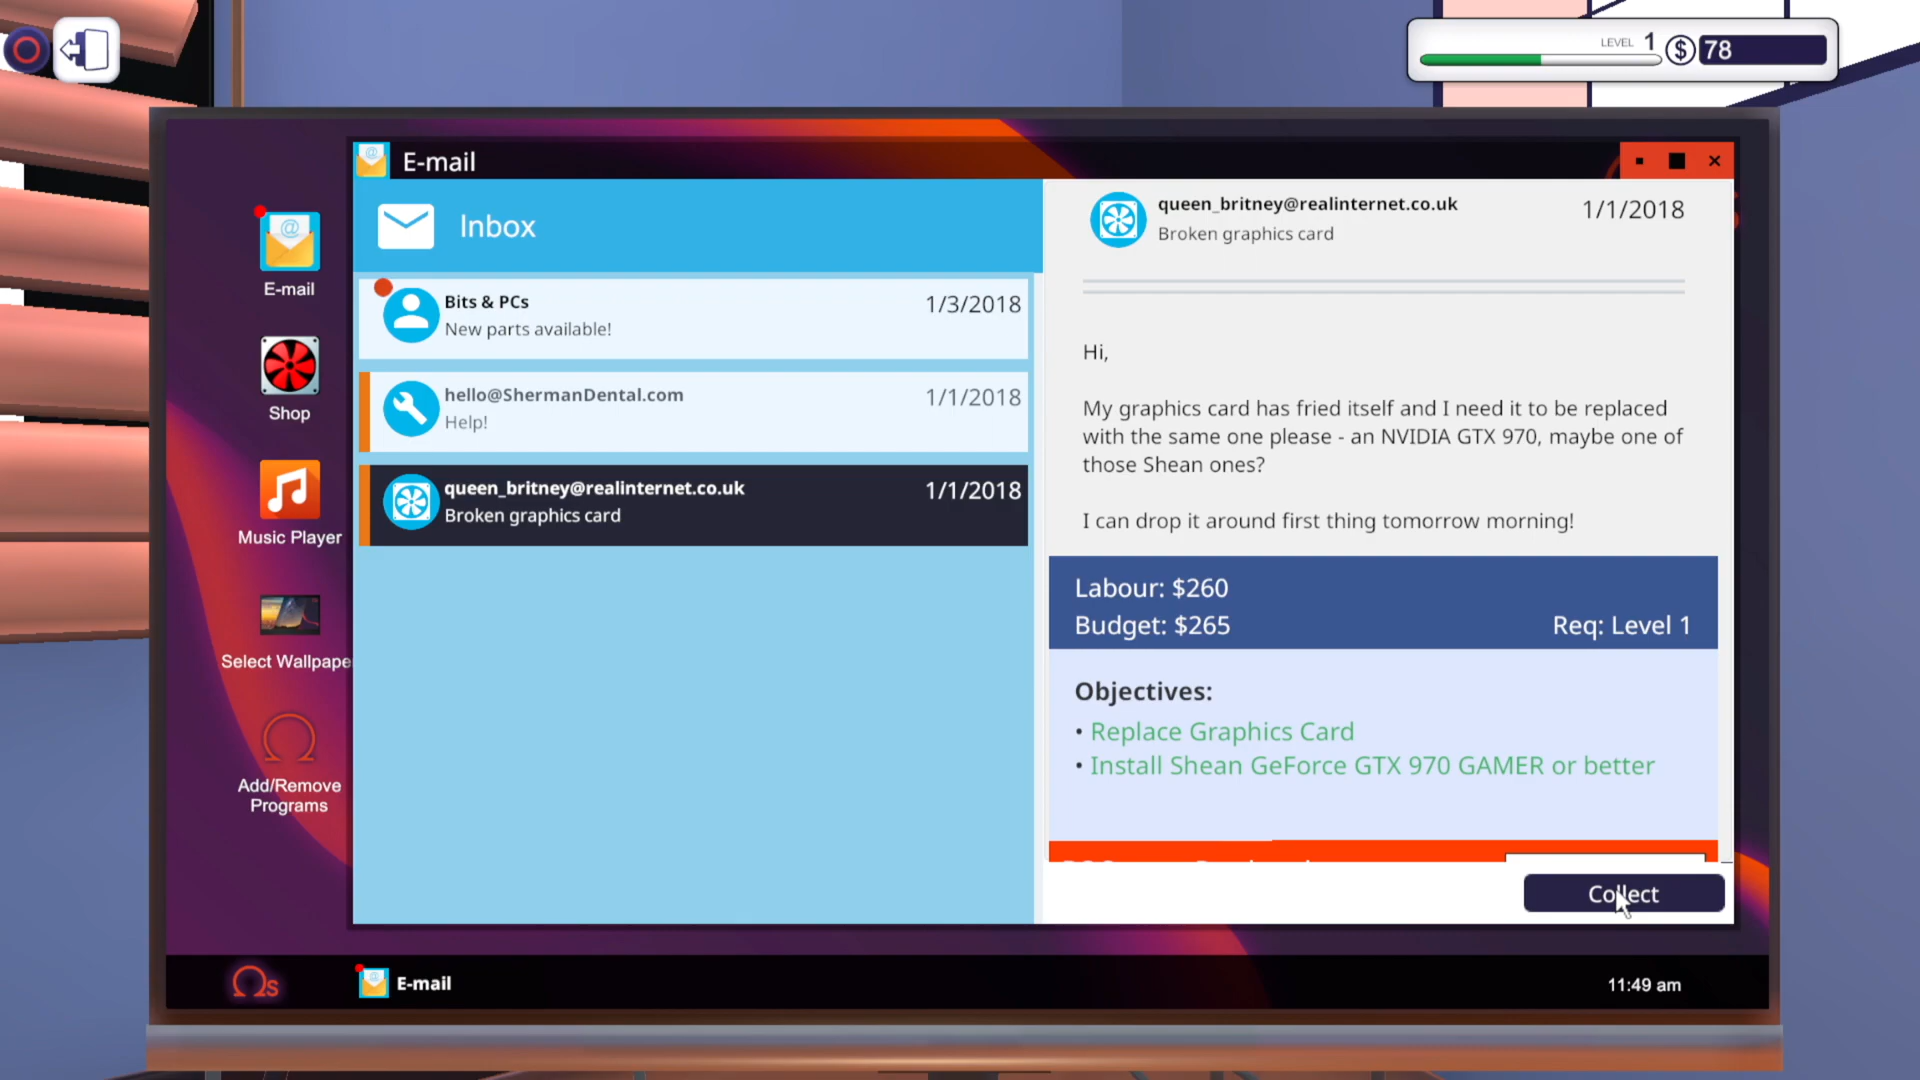 LEVEL 1
$ 78
E-mail
Inbox
Bits & PCs
1/3/2018
New parts available!
hello@ShermanDental.com
1/1/2018
Help!
queen_britney@realinternet.co.uk
1/1/2018
Broken graphics card
queen_britney@realinternet.co.uk
1/1/2018
Broken graphics card
Hi,
My graphics card has fried itself and I need it to be replaced
with the same one please - an NVIDIA GTX 970, maybe one of
those Shean ones?
I can drop it around first thing tomorrow morning!
Labour: $260
Budget: $265
Req: Level 1
Objectives:
• Replace Graphics Card
• Install Shean GeForce GTX 970 GAMER or better
Collect
E-mail
Shop
Music Player
Select Wallpape
Add/Remove
Programs
Ωs
E-mail
11:49 am